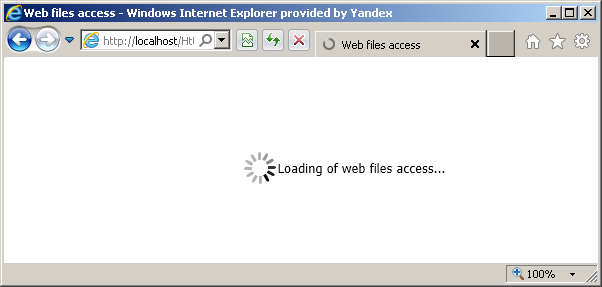 Web files access - Windows Internet Explorer provided by Yandex
http://localhost/Htl
Web files access
Loading of web files access...
100%